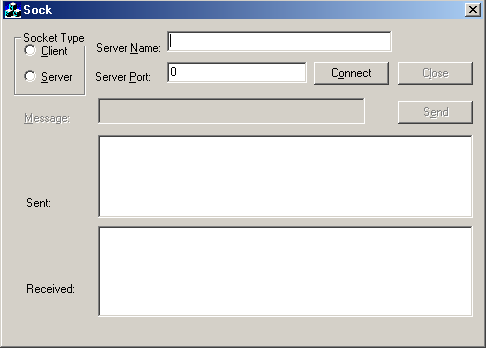 Sock
Socket Type
Client
Server
Server Name:
Server Port: 0 Connect Close
Message: Send
Sent:
Received: